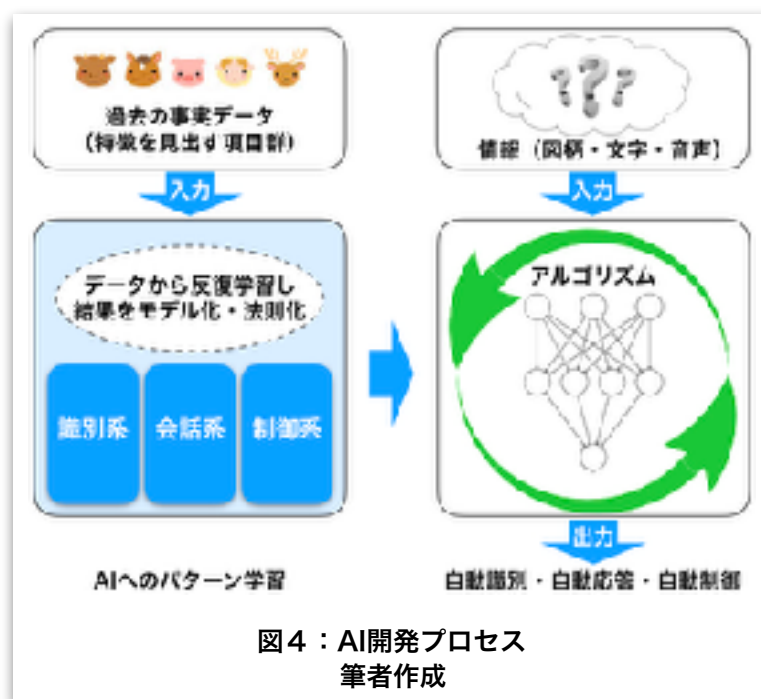 過去の事実データ
（特徴を見出す項目群）
入力
データから反復学習し
結果をモデル化・法則化
識別系
会話系
制御系
AIへのパターン学習
???
情報（図柄・文字・音声）
入力
アルゴリズム
出力
自動識別・自動応答・自動制御
図４：AI開発プロセス
筆者作成